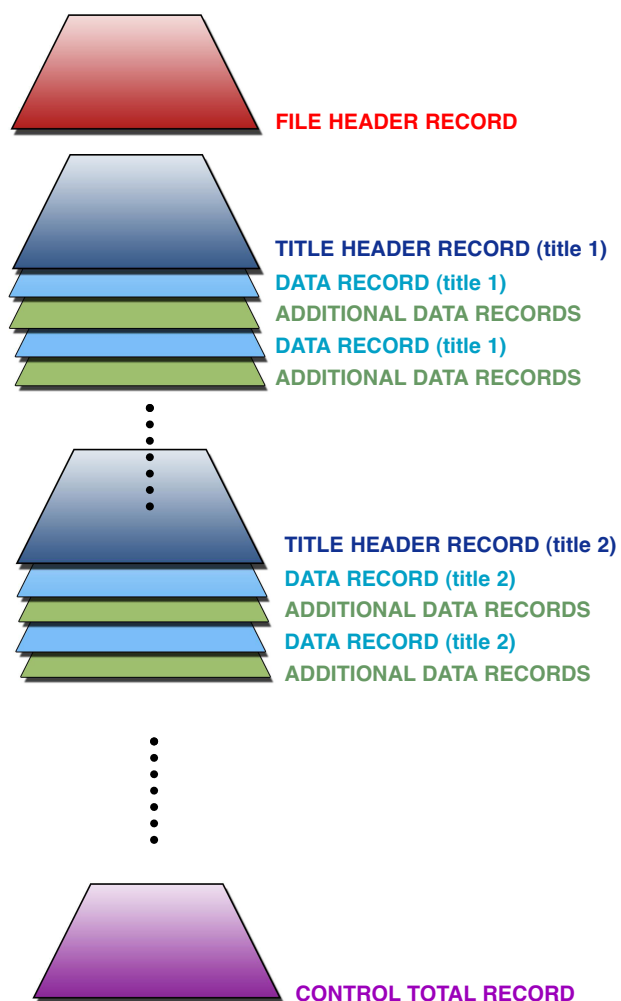 FILE HEADER RECORD
TITLE HEADER RECORD (title 1)
DATA RECORD (title 1)
ADDITIONAL DATA RECORDS
DATA RECORD (title 1)
ADDITIONAL DATA RECORDS
TITLE HEADER RECORD (title 2)
DATA RECORD (title 2)
ADDITIONAL DATA RECORDS
DATA RECORD (title 2)
ADDITIONAL DATA RECORDS
CONTROL TOTAL RECORD